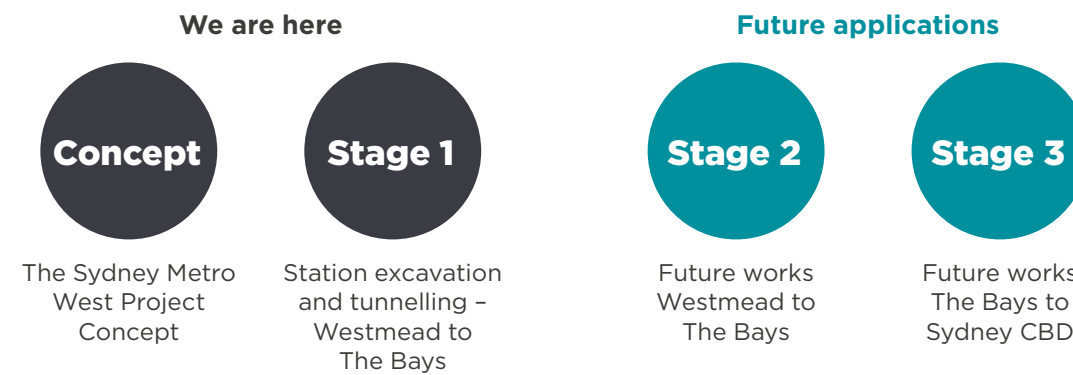 We are here
Future applications
Concept
Stage 1
Stage 2
Stage 3
The Sydney Metro
West Project
Concept
Station excavation
and tunnelling –
Westmead to
The Bays
Future works
Westmead to
The Bays
Future works
The Bays to
Sydney CBD